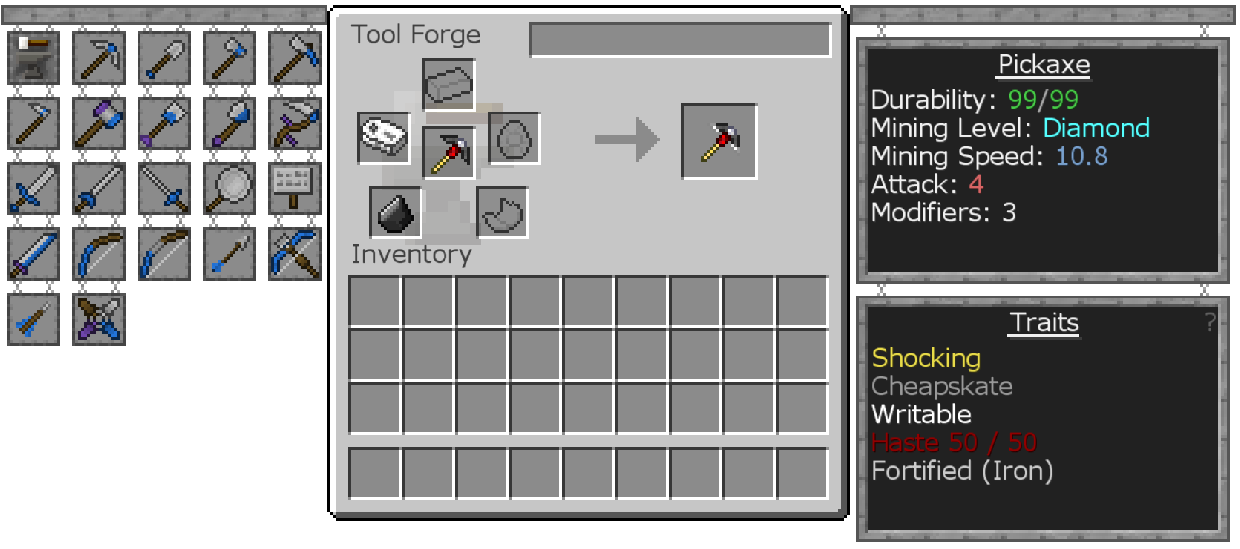 Tool Forge
Inventory
Pickaxe
Durability: 99/99
Mining Level: Diamond
Mining Speed: 10.8
Attack: 4
Modifiers: 3
Traits
?
Shocking
Cheapskate
Writable
Haste 50 / 50
Fortified (Iron)